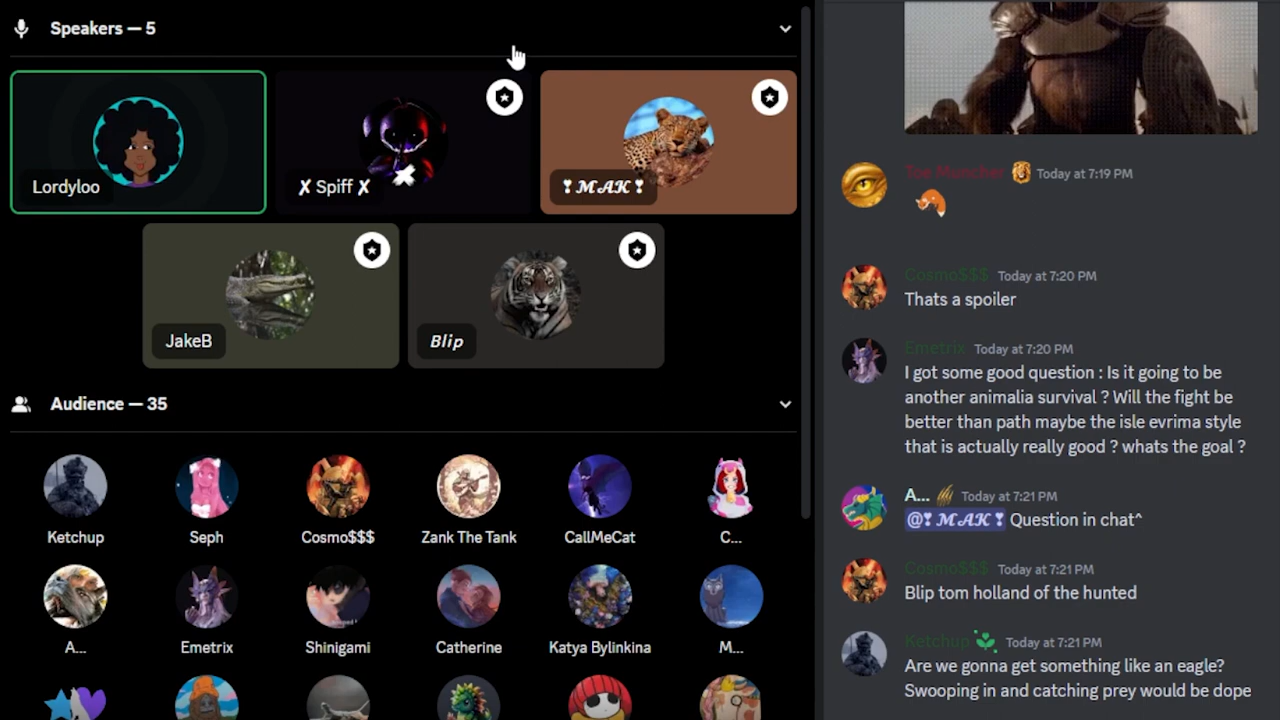 Speakers — 5
Lordyloo
✗ Spiff ✗
❣𝓜𝓐𝓚❣
JakeB
Blip
Audience — 35
Ketchup
Seph
Cosmo$$$
Zank The Tank
CallMeCat
C...
A...
Emetrix
Shinigami
Catherine
Katya Bylinkina
M...
Toe Muncher Today at 7:19 PM
Cosmo$$$ Today at 7:20 PM
Thats a spoiler
Emetrix Today at 7:20 PM
I got some good question : Is it going to be
another animalia survival ? Will the fight be
better than path maybe the isle evrima style
that is actually really good ? whats the goal ?
A... Today at 7:21 PM
@❣𝓜𝓐𝓚❣ Question in chat^
Cosmo$$$ Today at 7:21 PM
Blip tom holland of the hunted
Ketchup Today at 7:21 PM
Are we gonna get something like an eagle?
Swooping in and catching prey would be dope